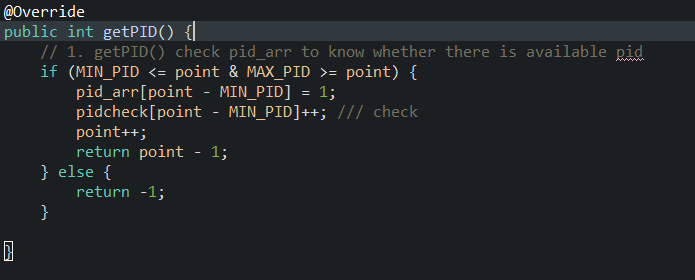 @Override
public int getPID() {
    // 1. getPID() check pid_arr to know whether there is available pid
    if (MIN_PID <= point & MAX_PID >= point) {
        pid_arr[point - MIN_PID] = 1;
        pidcheck[point - MIN_PID]++; /// check
        point++;
        return point - 1;
    } else {
        return -1;
    }
}